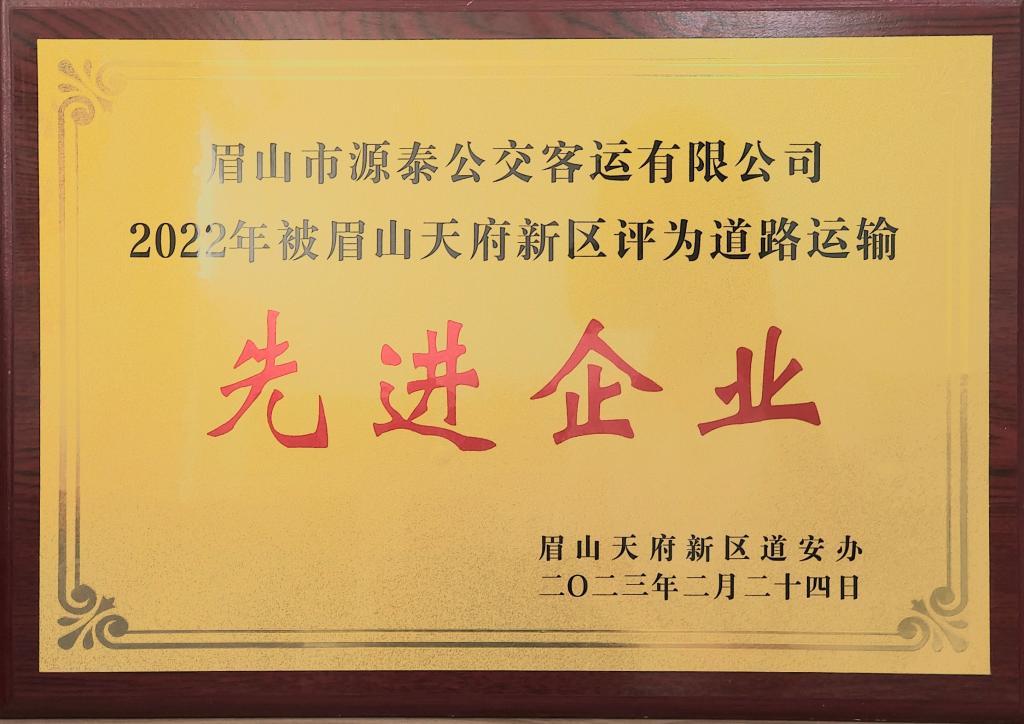 眉山市源泰公交客运有限公司
2022年被眉山天府新区评为道路运输
先进企业
眉山天府新区道安办
二〇二三年二月二十四日